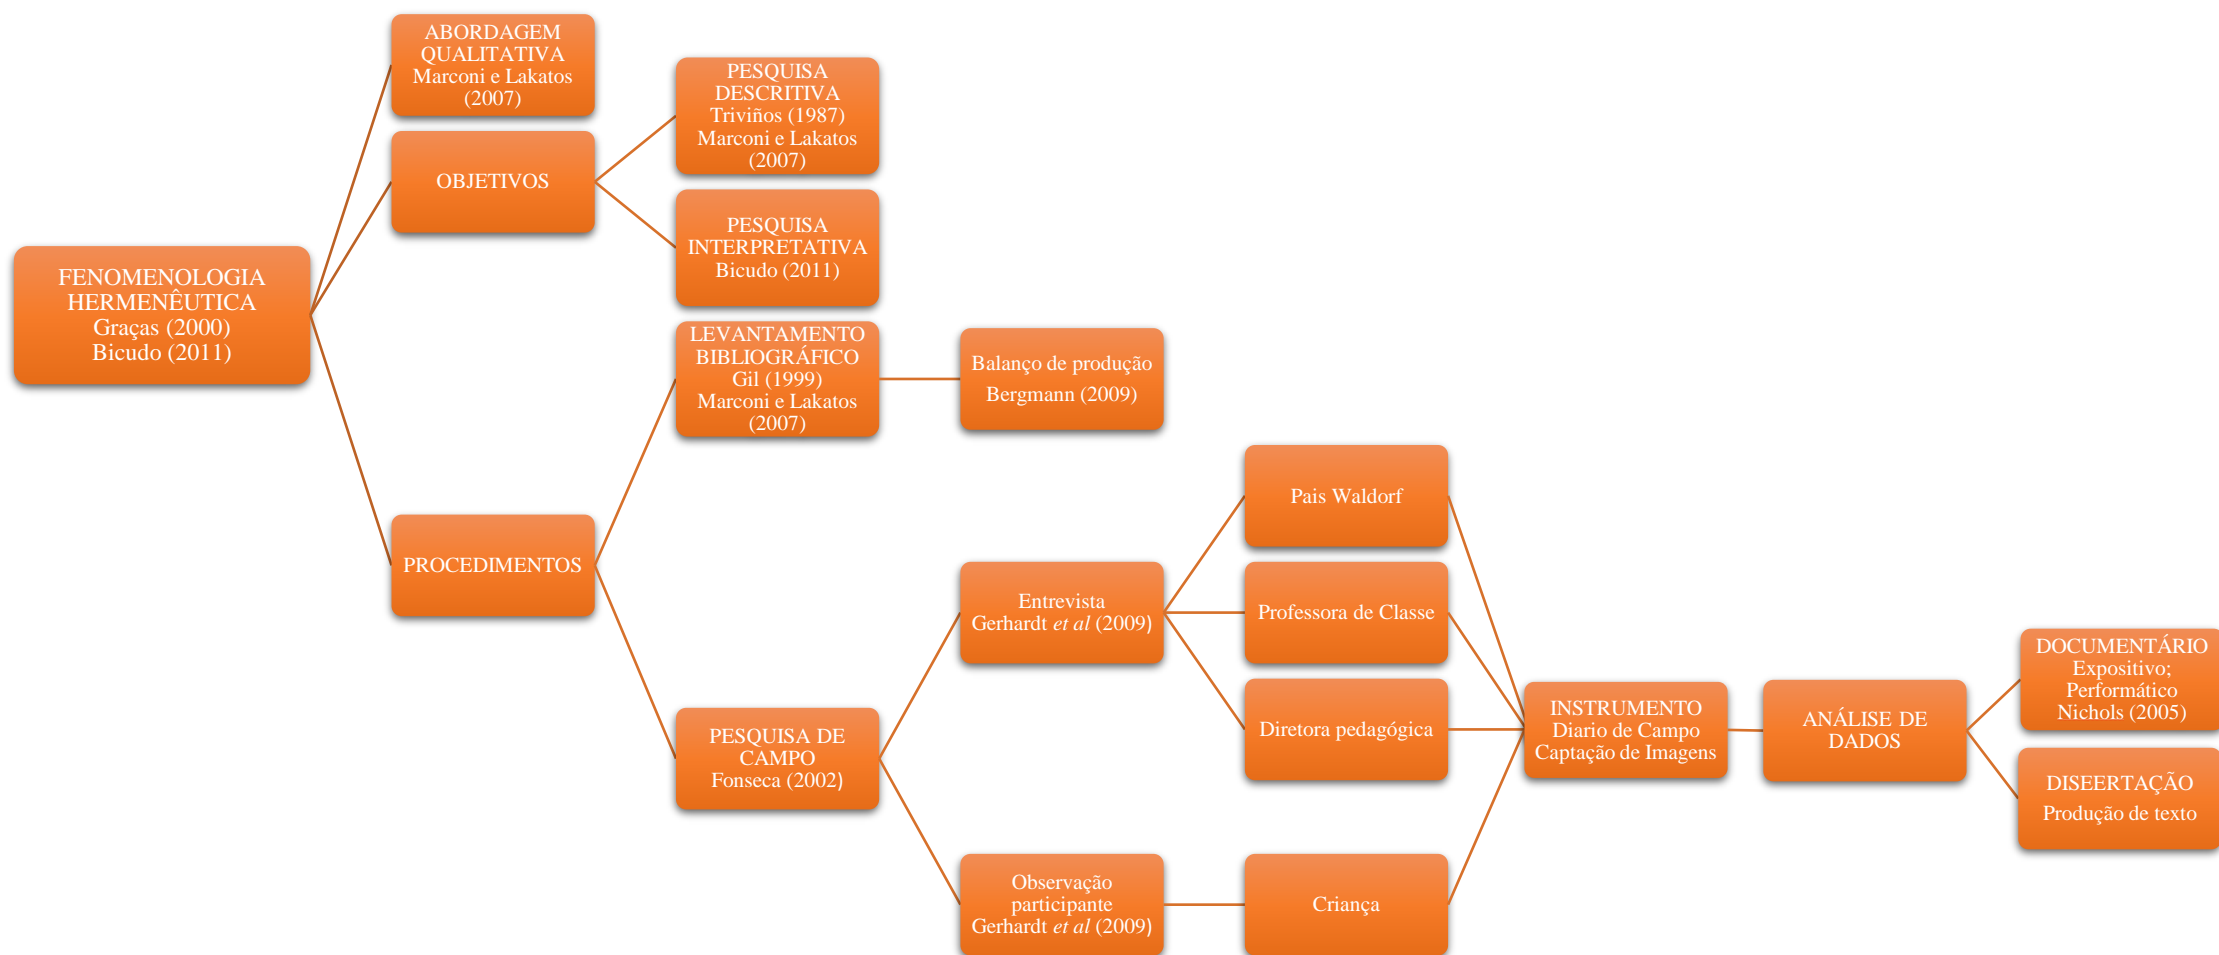 ABORDAGEM
QUALITATIVA
Marconi e Lakatos
(2007)
PESQUISA
DESCRITIVA
Triviños (1987)
Marconi e Lakatos
(2007)
OBJETIVOS
PESQUISA
INTERPRETATIVA
Bicudo (2011)
FENOMENOLOGIA
HERMENÊUTICA
Graças (2000)
Bicudo (2011)
LEVANTAMENTO
BIBLIOGRÁFICO
Gil (1999)
Marconi e Lakatos
(2007)
Balanço de produção
Bergmann (2009)
PROCEDIMENTOS
PESQUISA DE
CAMPO
Fonseca (2002)
Entrevista
Gerhardt et al (2009)
Pais Waldorf
Professora de Classe
Diretora pedagógica
Observação
participante
Gerhardt et al (2009)
Criança
INSTRUMENTO
Diario de Campo
Captação de Imagens
ANÁLISE DE
DADOS
DOCUMENTÁRIO
Expositivo;
Performático
Nichols (2005)
DISEERTAÇÃO
Produção de texto